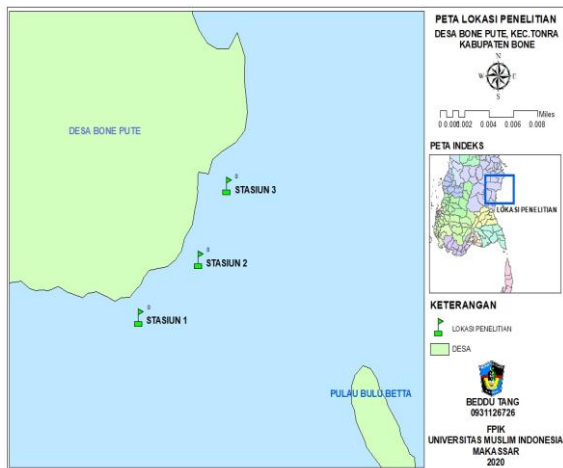 PETA LOKASI PENELITIAN
DESA BONE PUTE, KEC.TONRA
KABUPATEN BONE
N
W
E
S
Miles
0.002 0.004 0.006 0.008
PETA INDEKS
LOKASI PENELITIAN
KETERANGAN
LOKASI PENELITIAN
DESA
BEDDU TANG
0931126726
FPIK
UNIVERSITAS MUSLIM INDONESIA
MAKASSAR
2020
DESA BONE PUTE
STASIUN 3
STASIUN 2
STASIUN 1
PULAU BULU BETTA